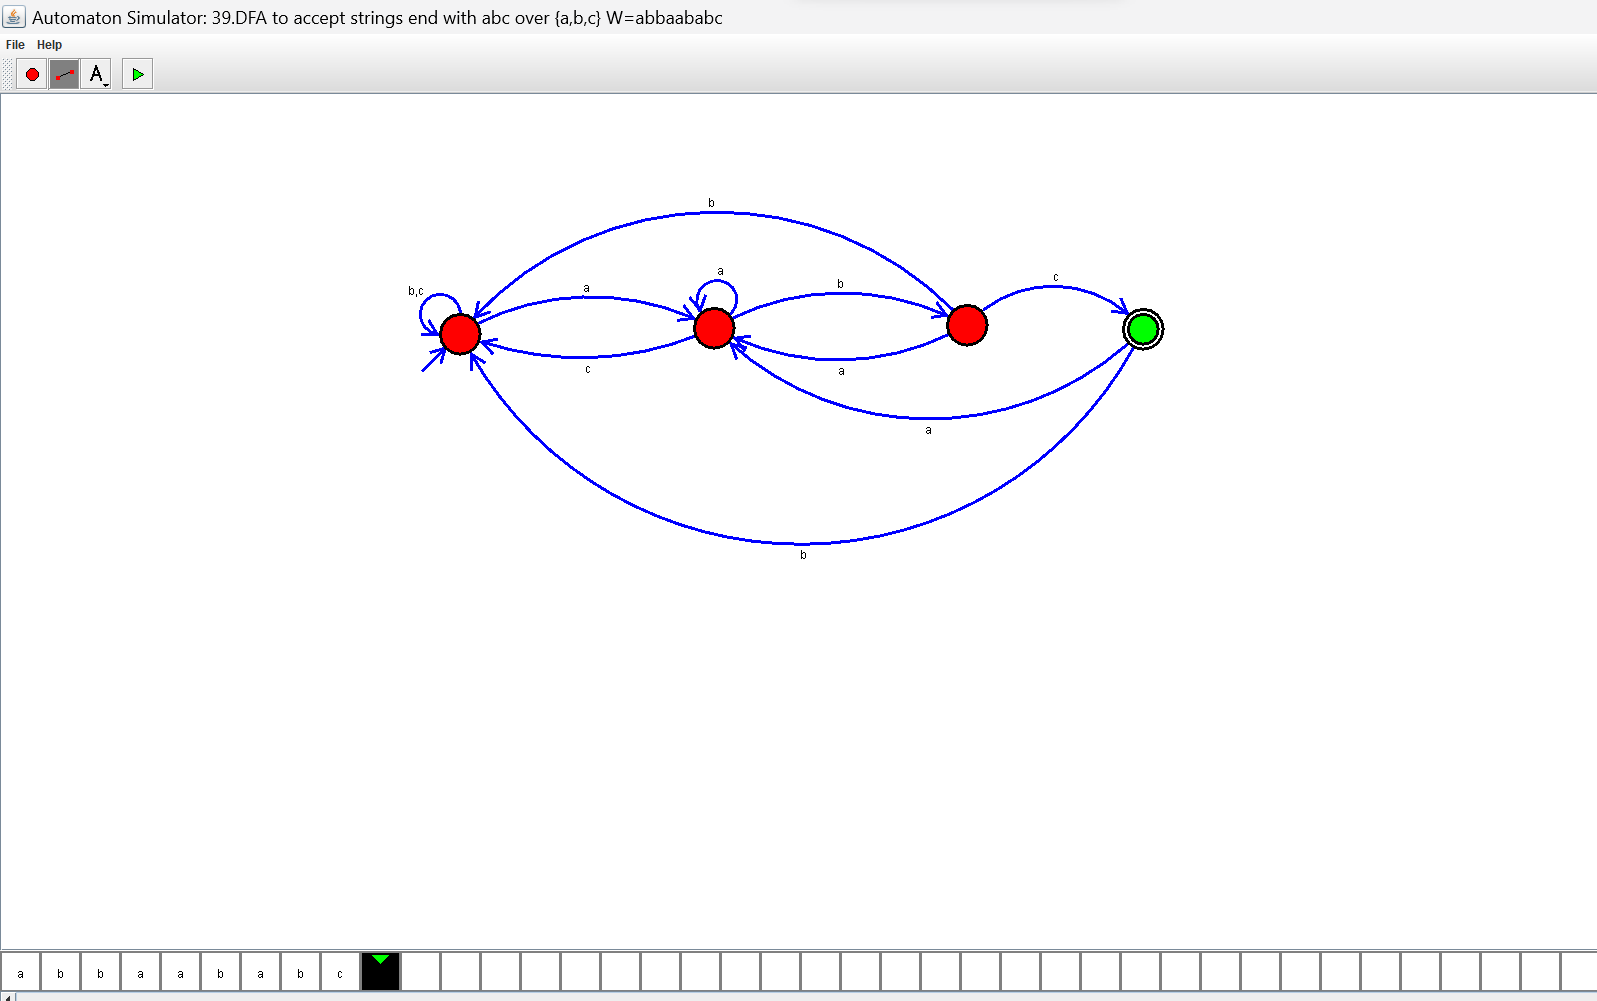 Automaton Simulator: 39.DFA to accept strings end with abc over {a,b,c} W=abbaababc
File Help
A
b
a
b,c
a
b
c
c
a
a
b
a b b a a b a b c